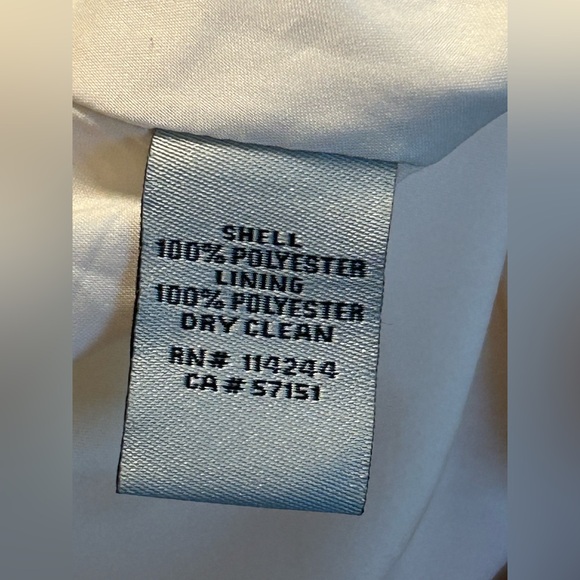 SHELL
100% POLYESTER
LINING
100% POLYESTER
DRY CLEAN
RN# 114244
CA # 57151